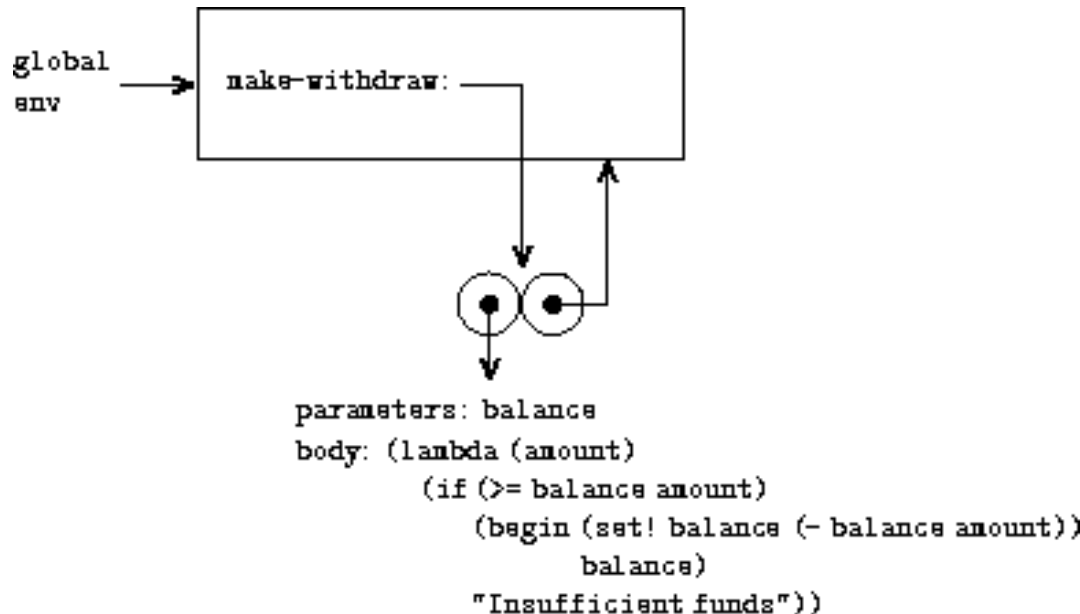 global
env
make-withdraw:
parameters: balance
body: (lambda (amount)
(if (>= balance amount)
(begin (set! balance (- balance amount))
balance)
"Insufficient funds"))